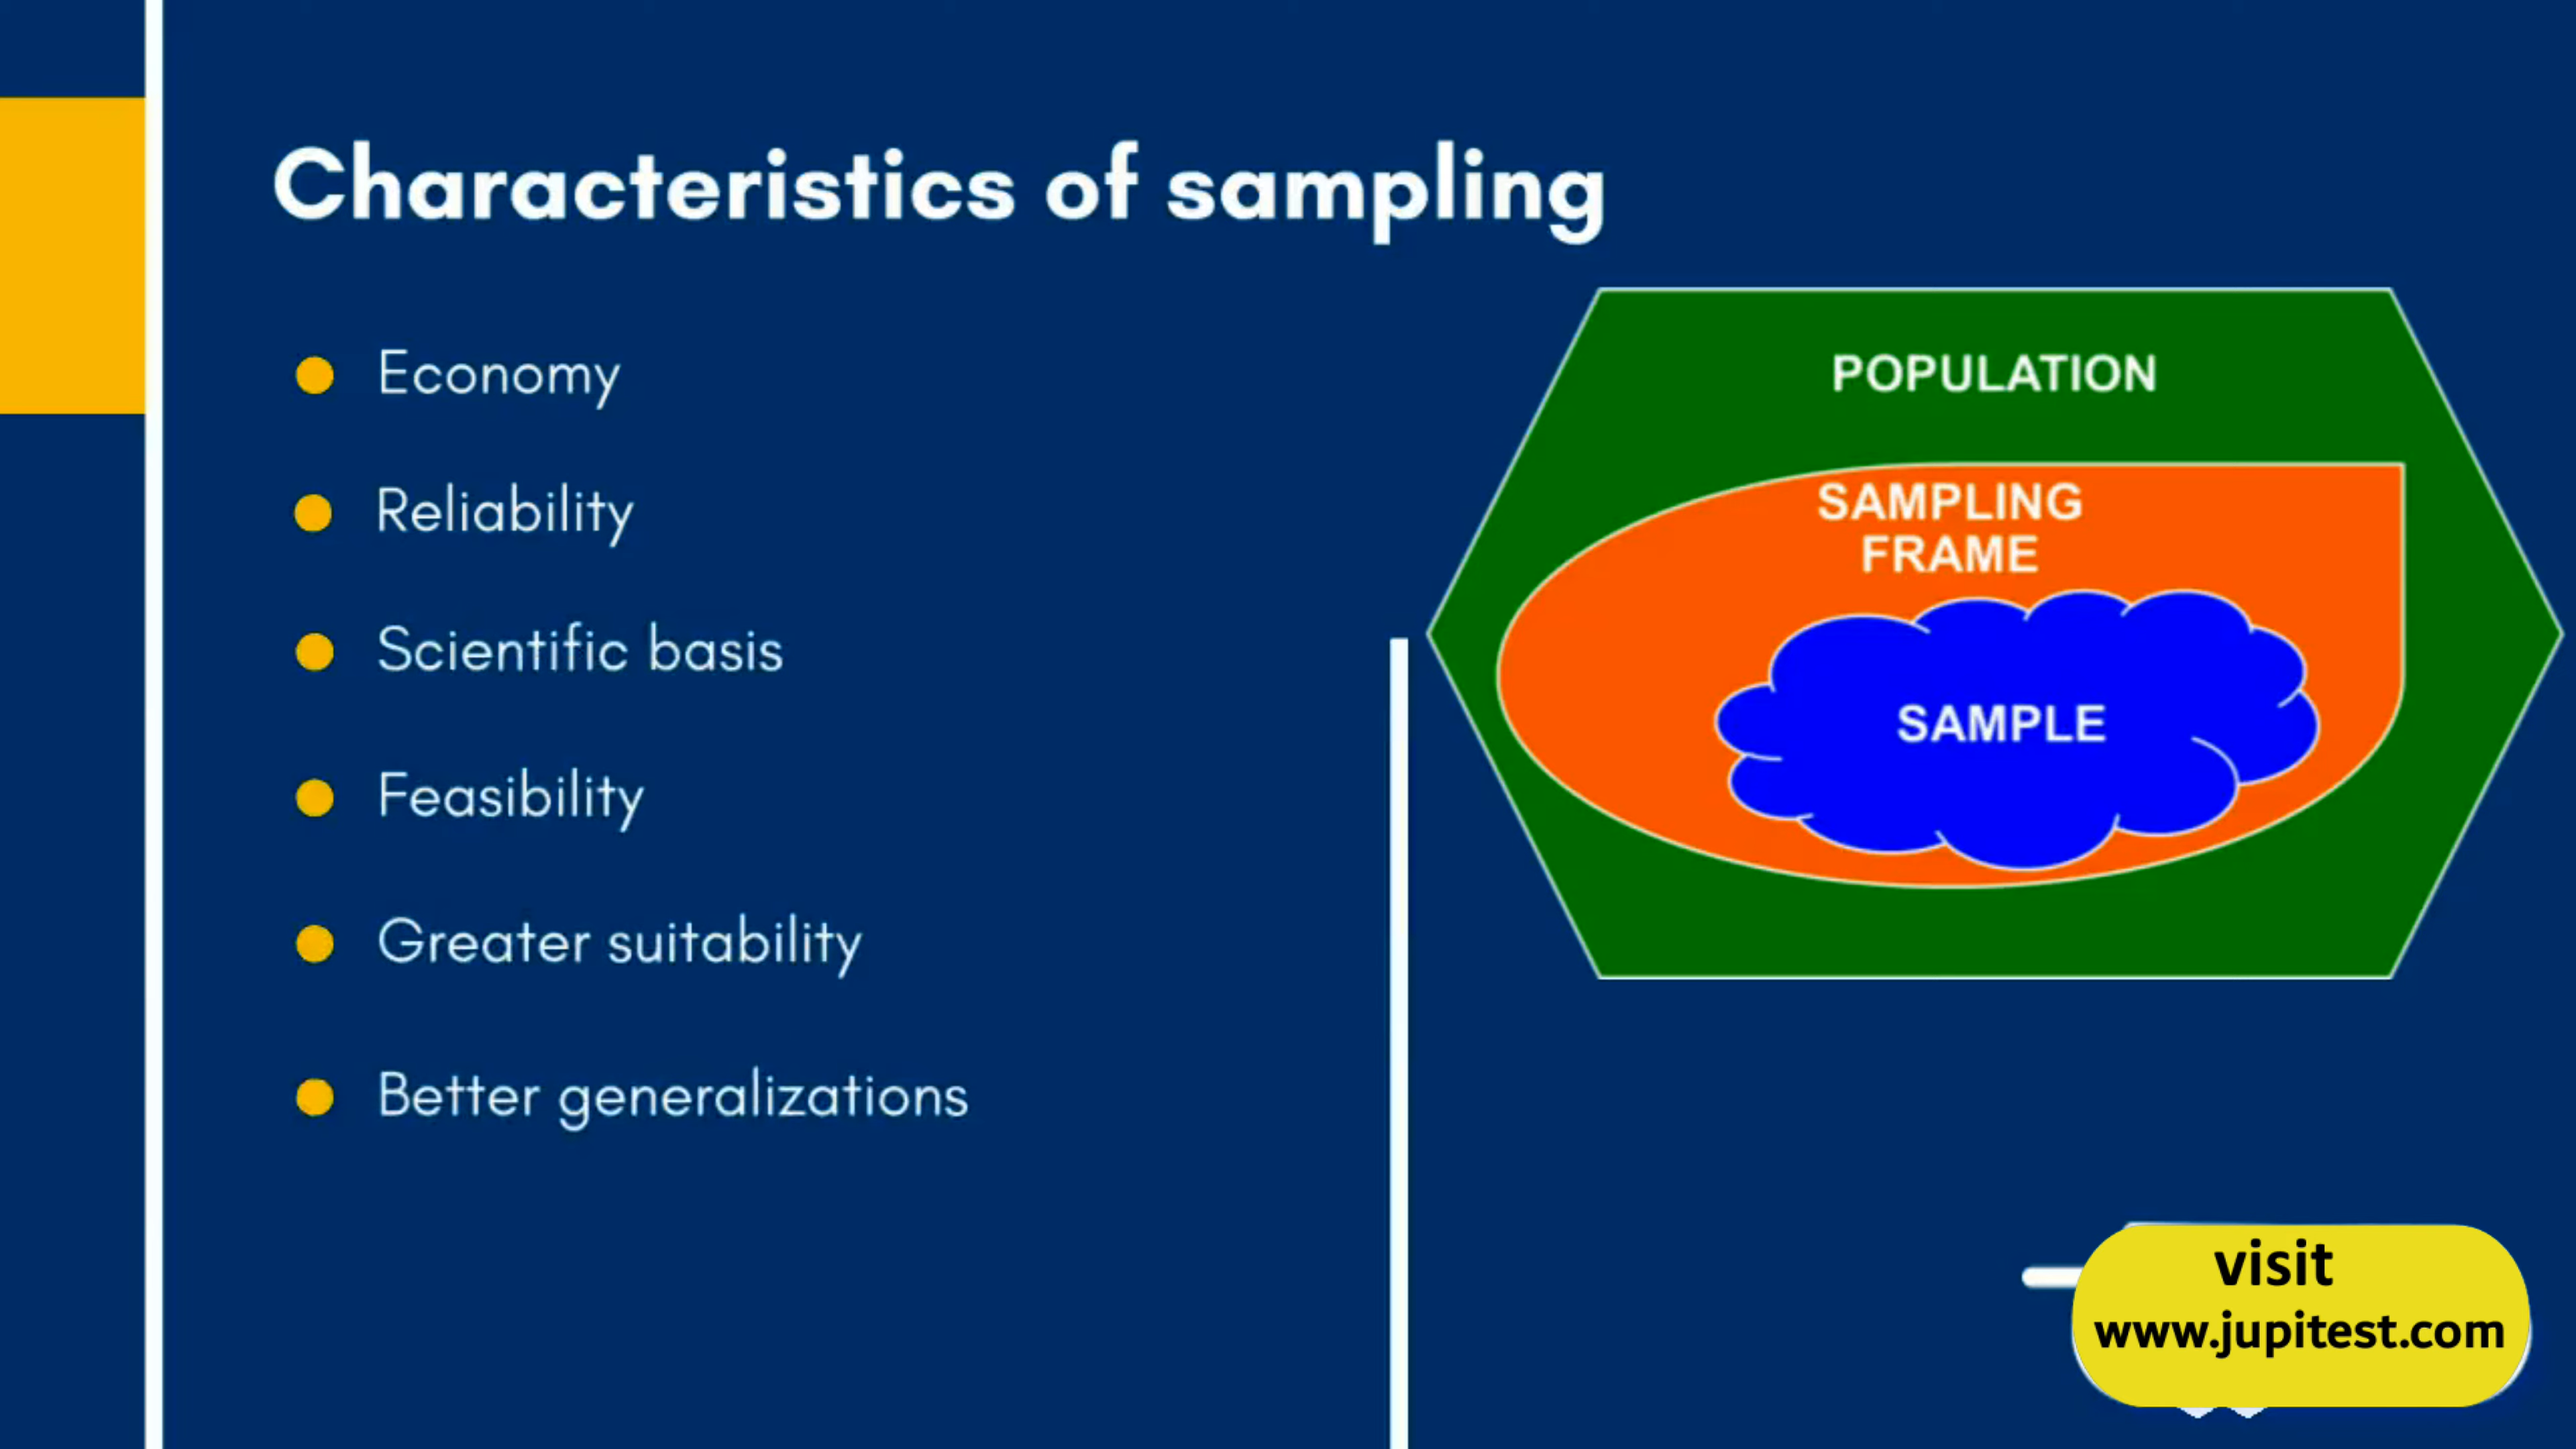 Characteristics of sampling
Economy
Reliability
Scientific basis
Feasibility
Greater suitability
Better generalizations
POPULATION
SAMPLING
FRAME
SAMPLE
visit
www.jupitest.com